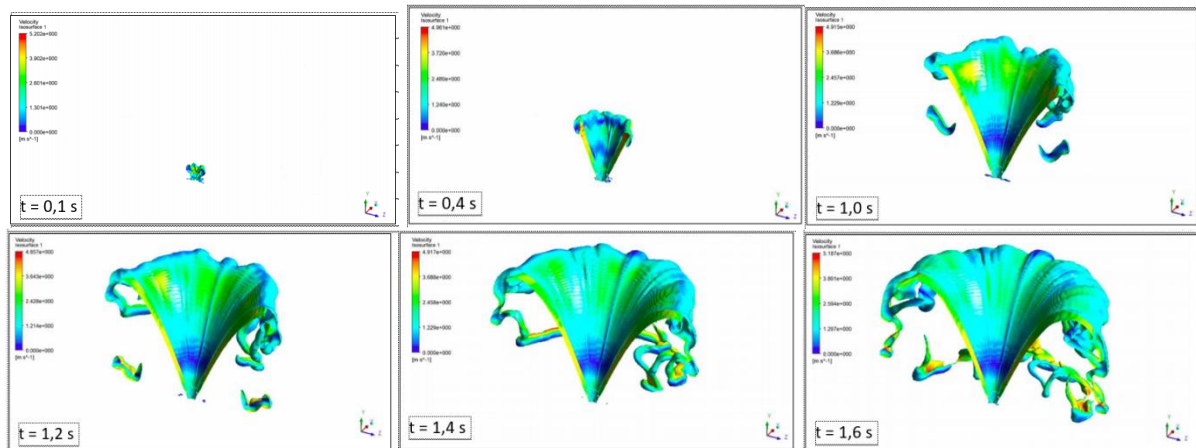 Velocity
Isosurface 1
5.202e+000
3.902e+000
2.601e+000
1.301e+000
0.000e+000
[m s^-1]
Y
X
Z
t = 0,1 s
Velocity
Isosurface 1
4.961e+000
3.720e+000
2.480e+000
1.240e+000
0.000e+000
[m s^-1]
Y
X
Z
t = 0,4 s
Velocity
Isosurface 1
4.915e+000
3.686e+000
2.457e+000
1.229e+000
0.000e+000
[m s^-1]
Y
X
Z
t = 1,0 s
Velocity
Isosurface 1
4.857e+000
3.643e+000
2.428e+000
1.214e+000
0.000e+000
[m s^-1]
Y
X
Z
t = 1,2 s
Velocity
Isosurface 1
4.917e+000
3.688e+000
2.459e+000
1.229e+000
0.000e+000
[m s^-1]
Y
X
Z
t = 1,4 s
Velocity
Isosurface 1
5.187e+000
3.891e+000
2.594e+000
1.297e+000
0.000e+000
[m s^-1]
Y
X
Z
t = 1,6 s